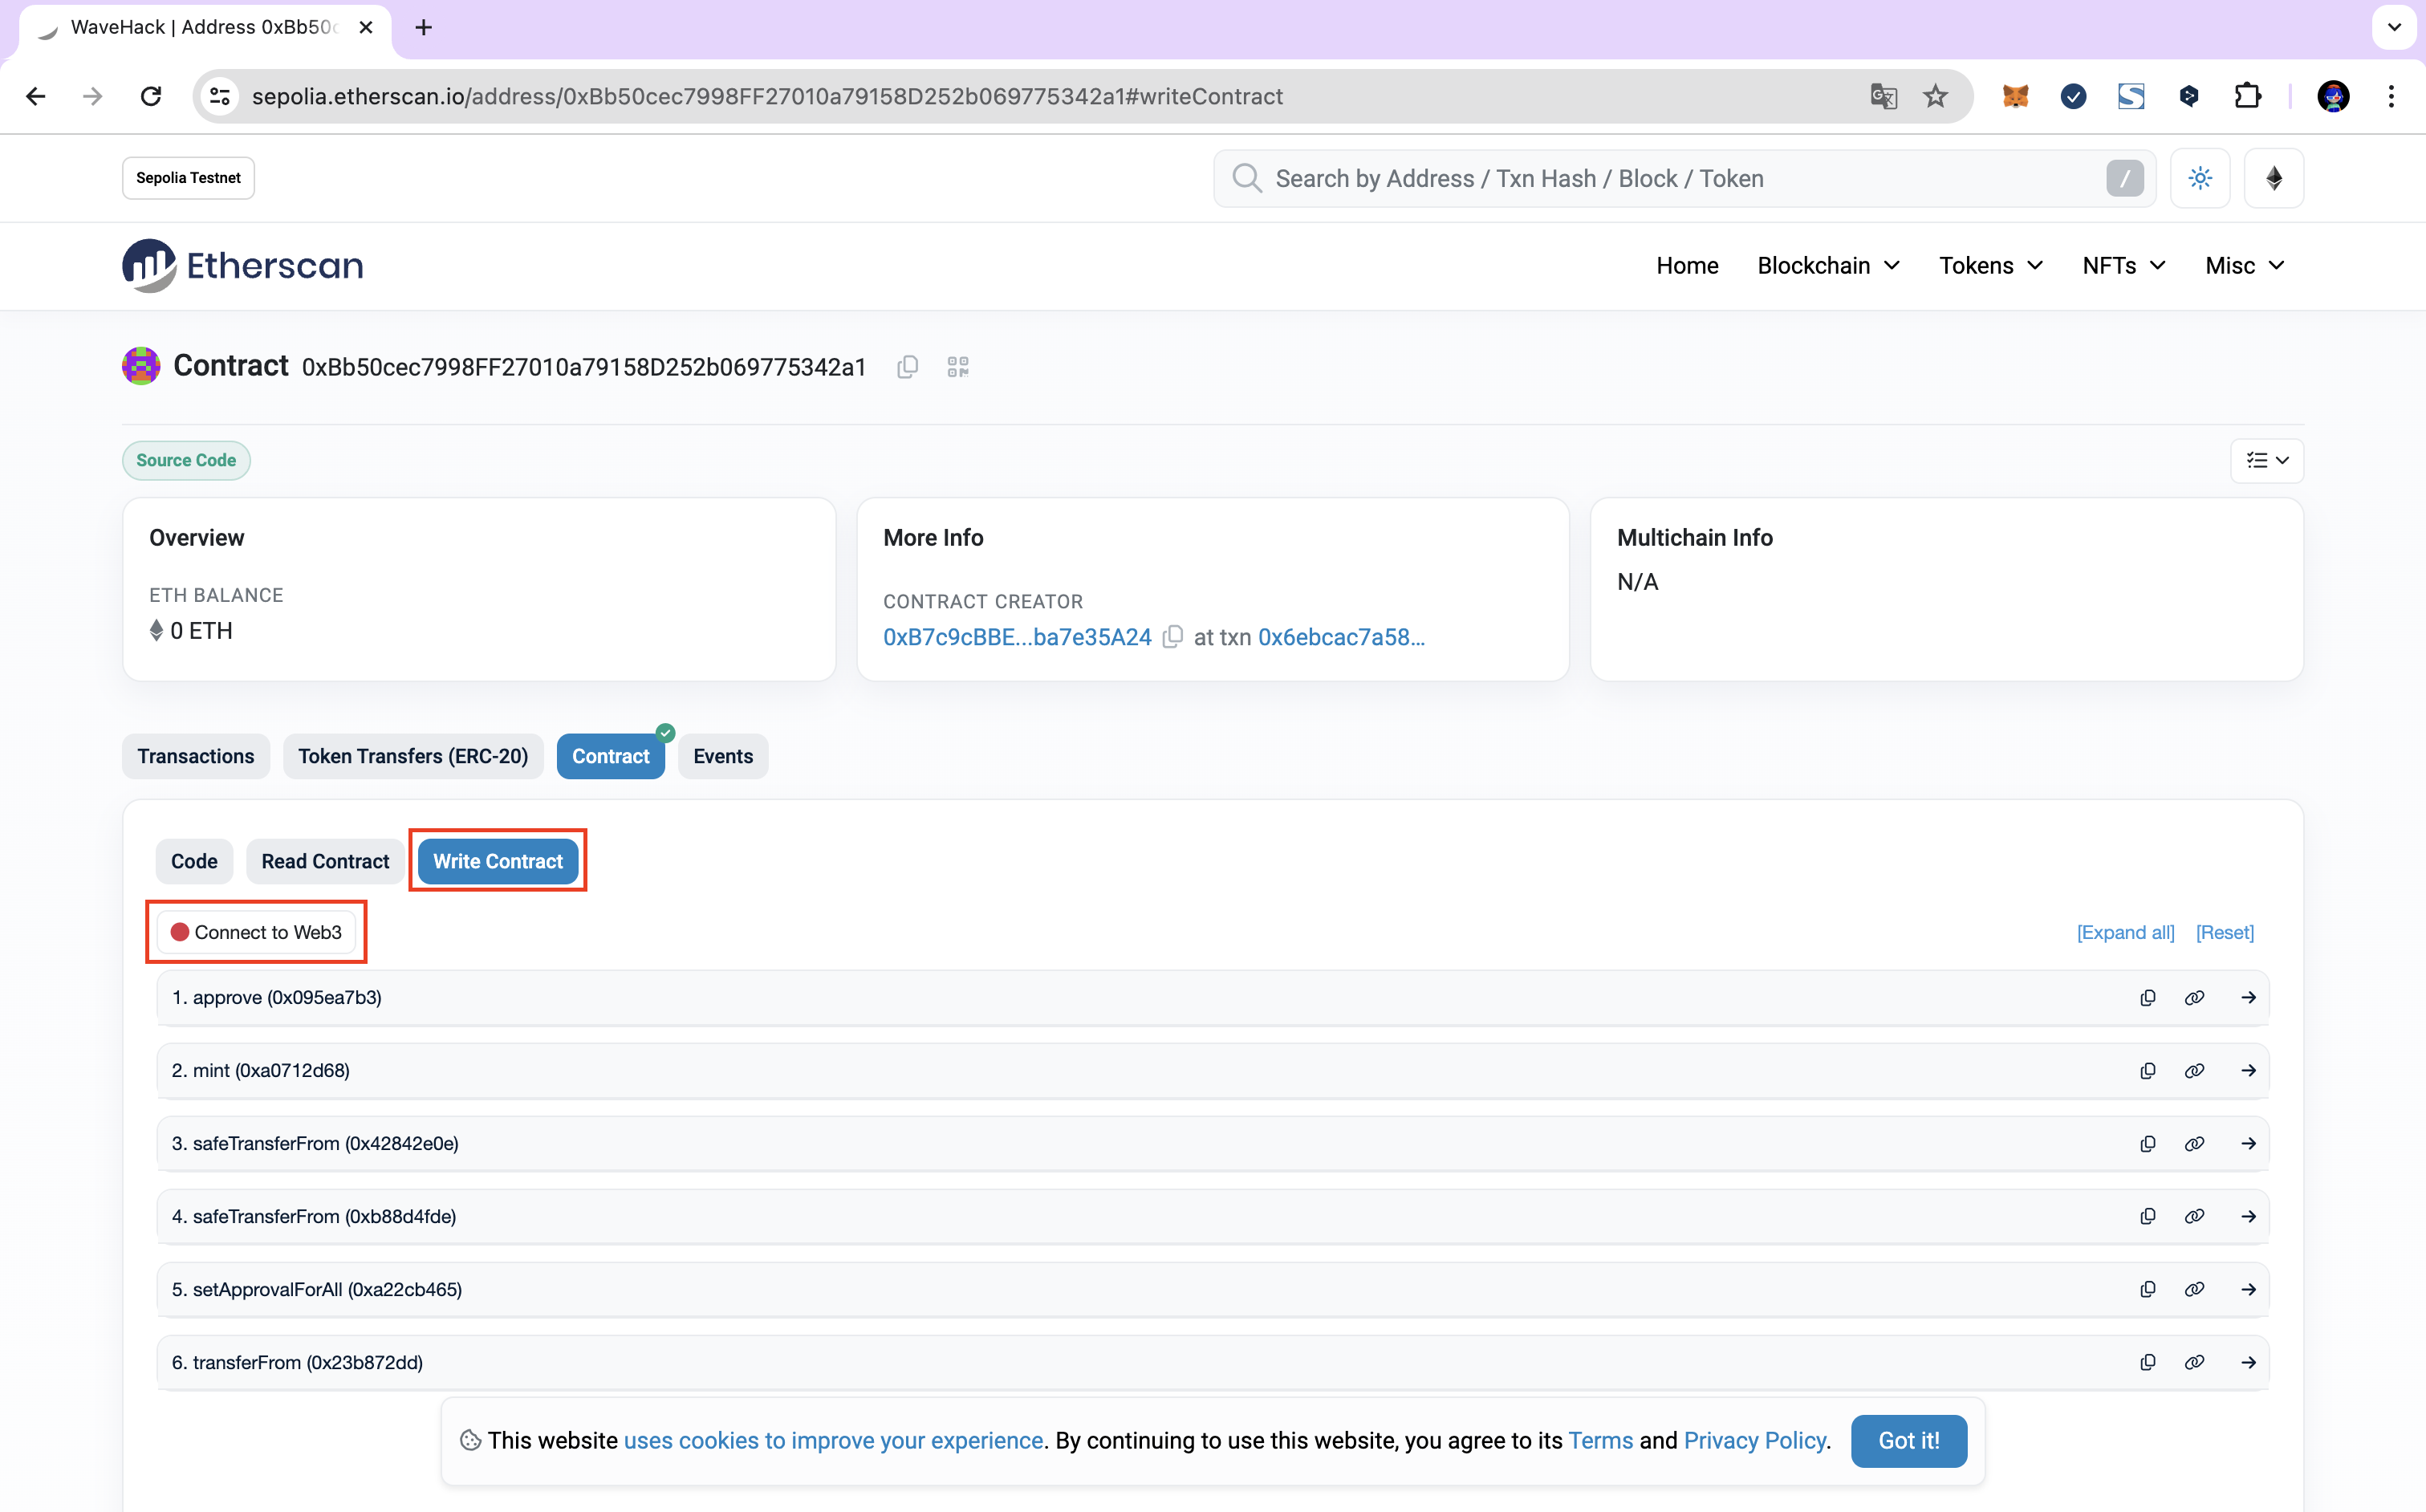 WaveHack | Address 0xBb50c
sepolia.etherscan.io/address/0xBb50cec7998FF27010a79158D252b069775342a1#writeContract
Sepolia Testnet
Search by Address / Txn Hash / Block / Token
/
Etherscan
Home Blockchain Tokens NFTs Misc
Contract 0xBb50cec7998FF27010a79158D252b069775342a1
Source Code
Overview
ETH BALANCE
0 ETH
More Info
CONTRACT CREATOR
0xB7c9cBBE...ba7e35A24 at txn 0x6ebcac7a58...
Multichain Info
N/A
Transactions Token Transfers (ERC-20) Contract Events
Code Read Contract Write Contract
Connect to Web3 [Expand all] [Reset]
1. approve (0x095ea7b3)
2. mint (0xa0712d68)
3. safeTransferFrom (0x42842e0e)
4. safeTransferFrom (0xb88d4fde)
5. setApprovalForAll (0xa22cb465)
6. transferFrom (0x23b872dd)
This website uses cookies to improve your experience. By continuing to use this website, you agree to its Terms and Privacy Policy. Got it!